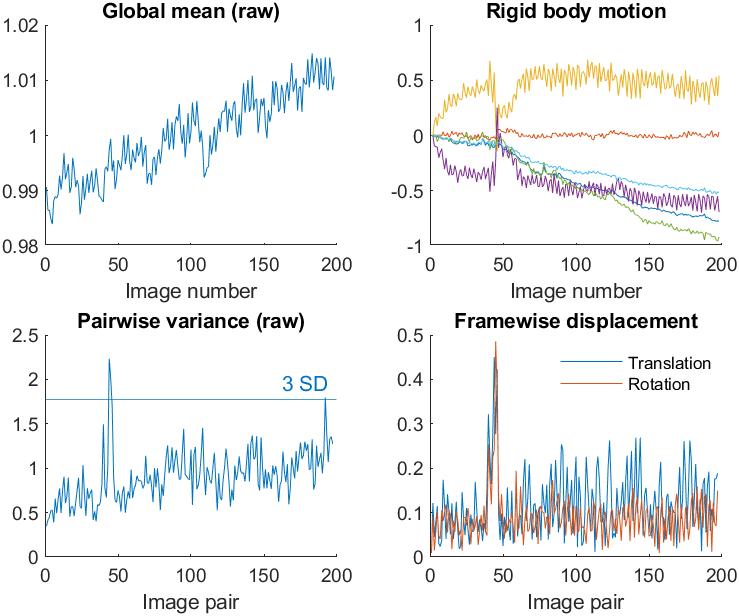 Global mean (raw)
1.02
1.01
1
0.99
0.98
0 50 100 150 200
Image number
Rigid body motion
1
0.5
0
-0.5
-1
0 50 100 150 200
Image number
Pairwise variance (raw)
2.5
2
1.5
1
0.5
0
3 SD
0 50 100 150 200
Image pair
Framewise displacement
0.5
0.4
0.3
0.2
0.1
0
Translation
Rotation
0 50 100 150 200
Image pair